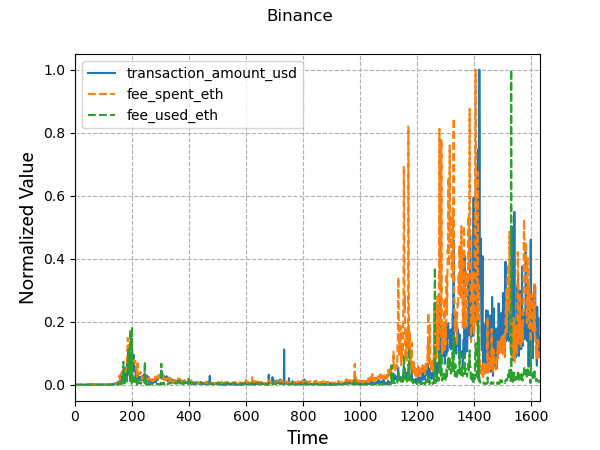 Binance
transaction_amount_usd
fee_spent_eth
fee_used_eth
Normalized Value
1.0
0.8
0.6
0.4
0.2
0.0
0 200 400 600 800 1000 1200 1400 1600
Time